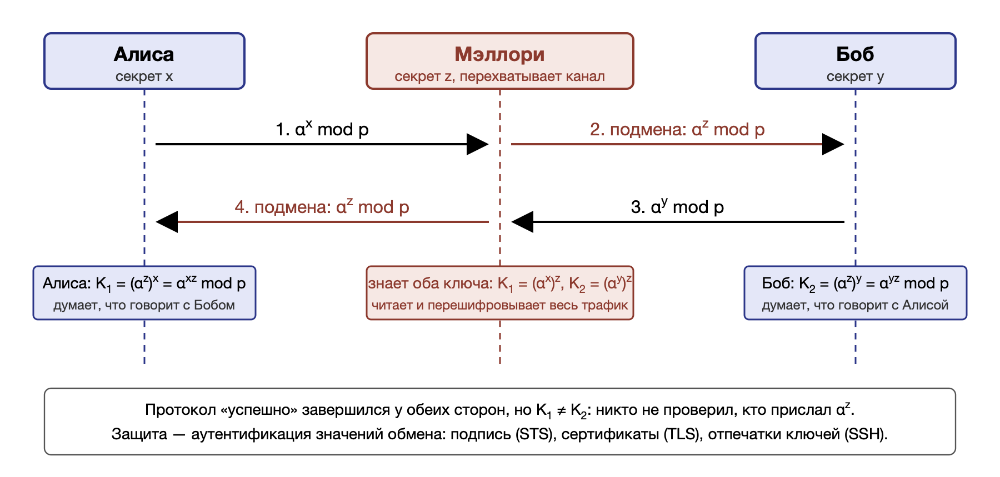 Алиса
секрет x
Мэллори
секрет z, перехватывает канал
Боб
секрет y
1. αˣ mod p
2. подмена: αᶻ mod p
4. подмена: αᶻ mod p
3. αʸ mod p
Алиса: K₁ = (αᶻ)ˣ = αˣᶻ mod p
думает, что говорит с Бобом
знает оба ключа: K₁ = (αˣ)ᶻ, K₂ = (αʸ)ᶻ
читает и перешифровывает весь трафик
Боб: K₂ = (αᶻ)ʸ = αʸᶻ mod p
думает, что говорит с Алисой
Протокол «успешно» завершился у обеих сторон, но K₁ ≠ K₂: никто не проверил, кто прислал αᶻ.
Защита — аутентификация значений обмена: подпись (STS), сертификаты (TLS), отпечатки ключей (SSH).